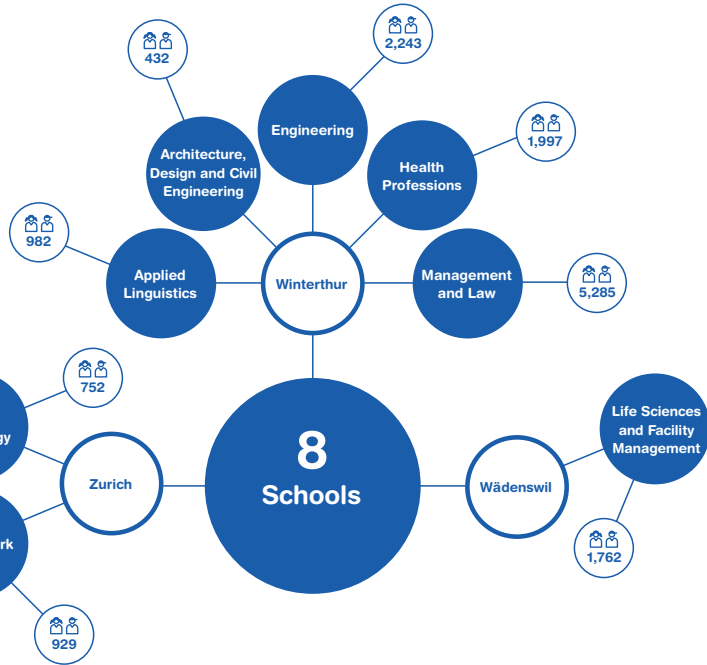 2,243
432
Engineering
1,997
Architecture,
Design and Civil
Engineering
Health
Professions
982
Applied
Linguistics
Winterthur
Management
and Law
5,285
752
Life Sciences
and Facility
Management
8
Schools
Zurich
Wädenswil
1,762
929